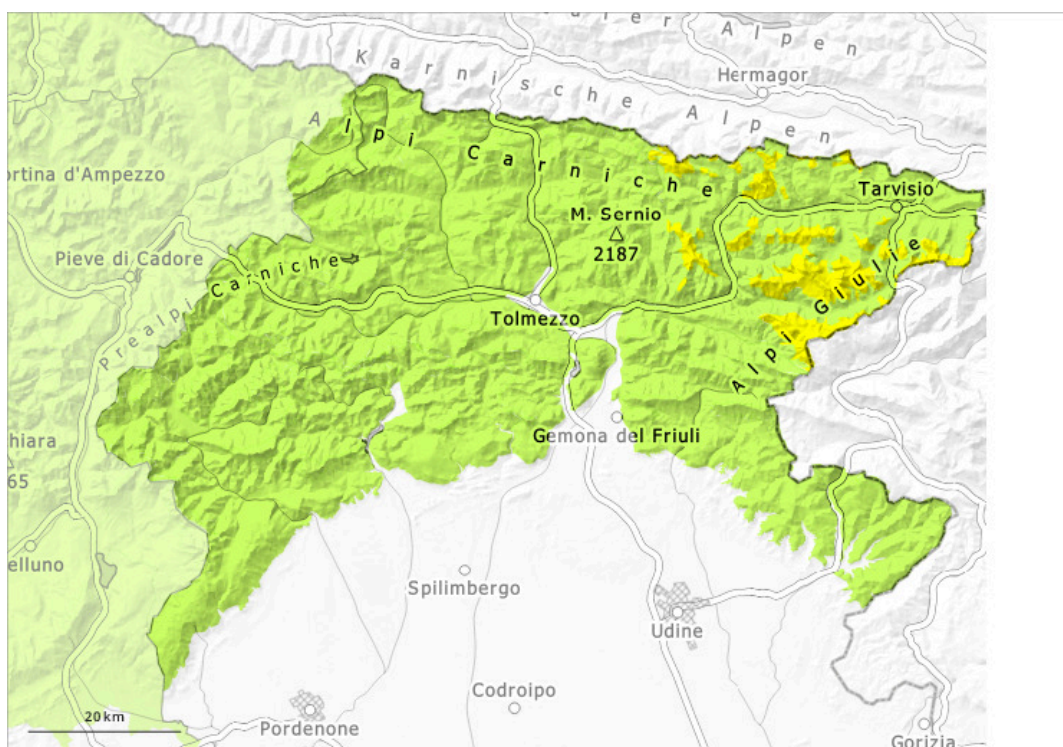 Alpen
Hermagor
Karnische Alpen
Alpi Carniche
ortina d'Ampezzo
Tarvisio
M. Sernio
2187
Pieve di Cadore
Prealpi Carniche
Alpi Giulie
Tolmezzo
Gemona del Friuli
hiara
65
elluno
Spilimbergo
Udine
Codroipo
20 km
Pordenone
Gorizia